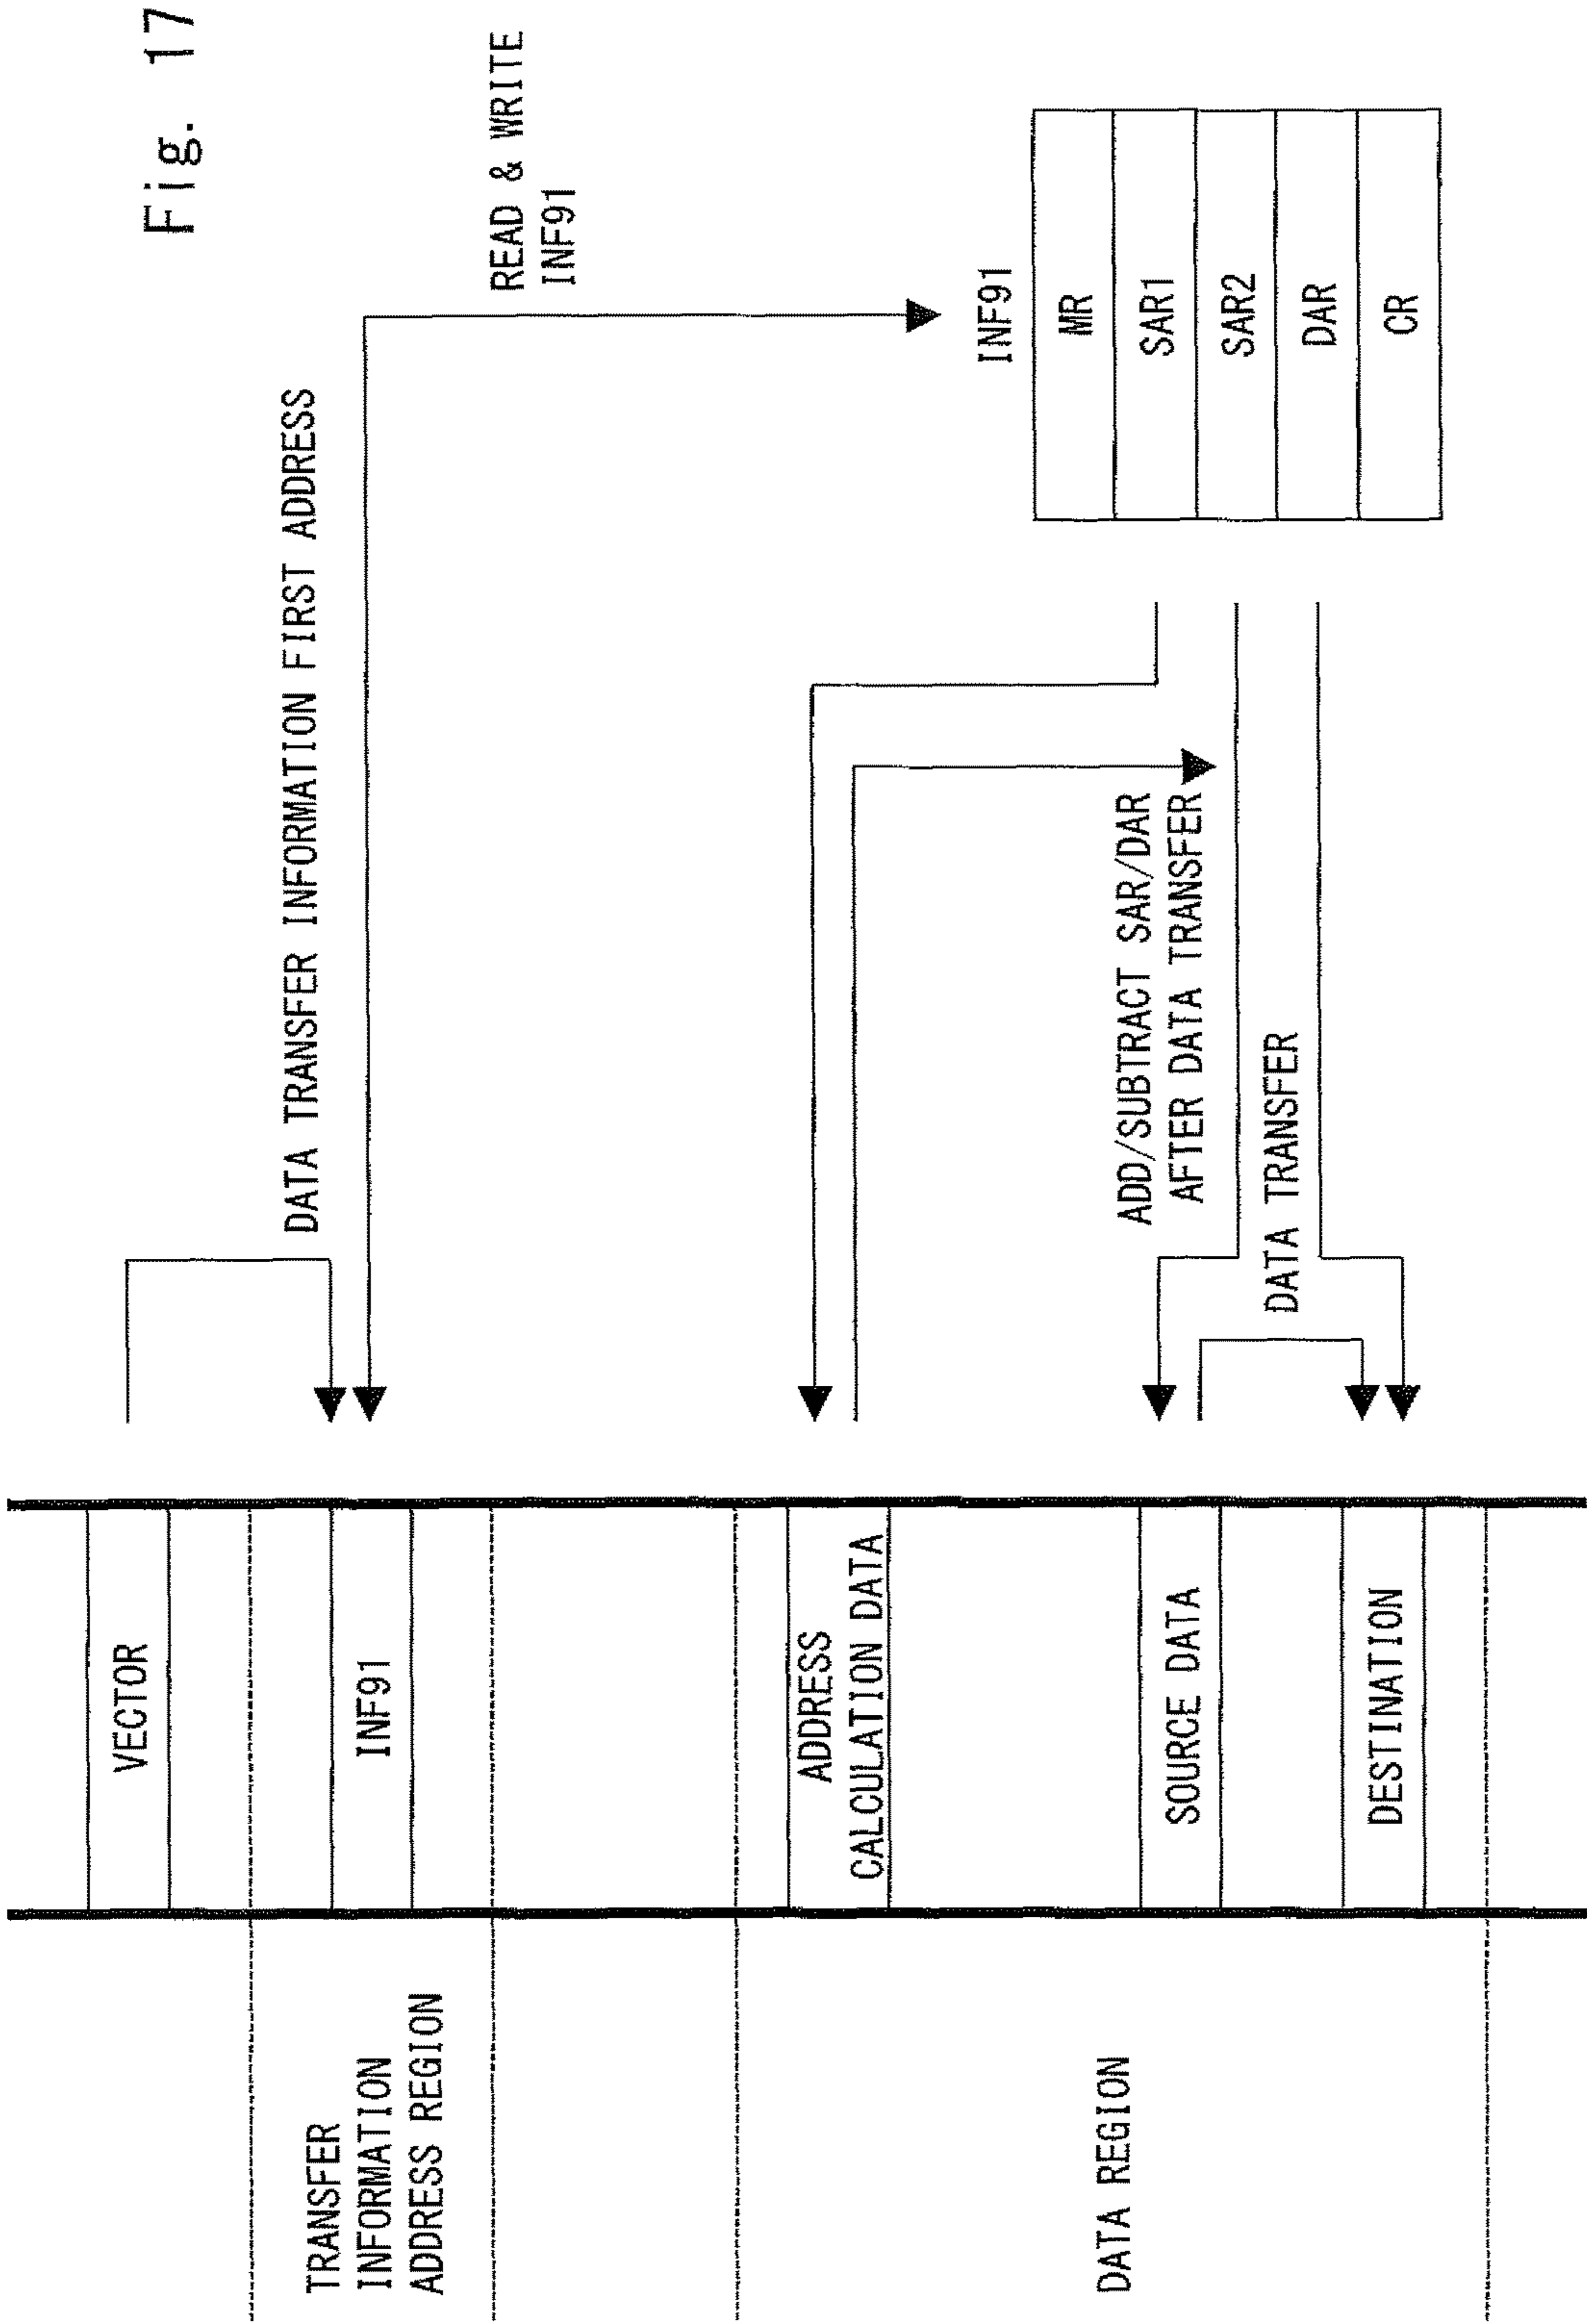 Fig. 17
VECTOR
DATA TRANSFER INFORMATION FIRST ADDRESS
TRANSFER
INFORMATION
ADDRESS REGION
INF91
READ & WRITE
INF91
ADDRESS
CALCULATION DATA
INF91
MR
SAR1
SAR2
DAR
CR
ADD/SUBTRACT SAR/DAR
AFTER DATA TRANSFER
DATA REGION
SOURCE DATA
DATA TRANSFER
DESTINATION